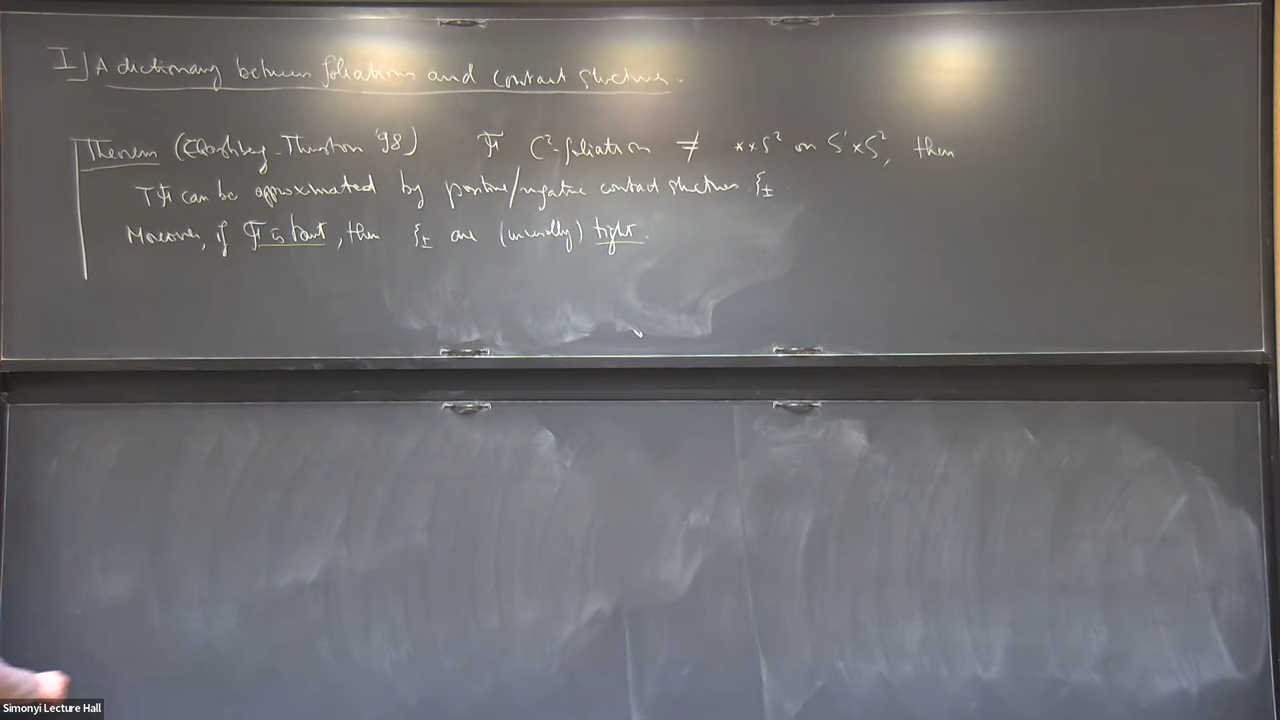 I] A dictionary between foliations and contact structures.
Theorem (Eliashberg-Thurston '98) ℱ C²-foliation ≠ **×S² on S¹×S², then
Tℱ can be approximated by positive/negative contact structures ξ±
Moreover, if ℱ is taut, then ξ± are (universally) tight.
Simonyi Lecture Hall